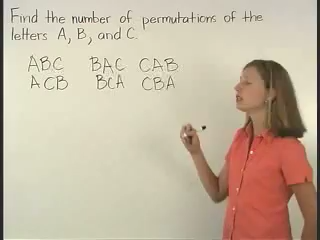 Find the number of permutations of the
letters A, B, and C.
ABC BAC CAB
ACB BCA CBA